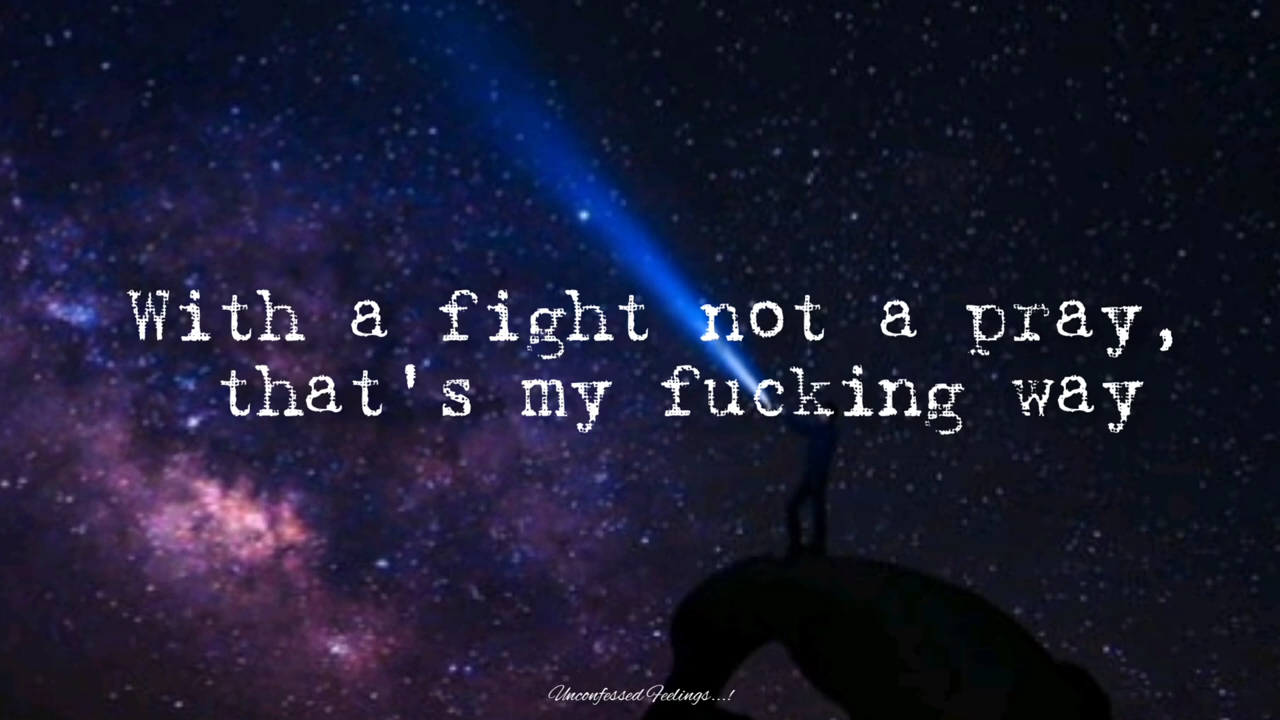 With a fight not a pray,
that's my fucking way
Unconfessed Feelings...!